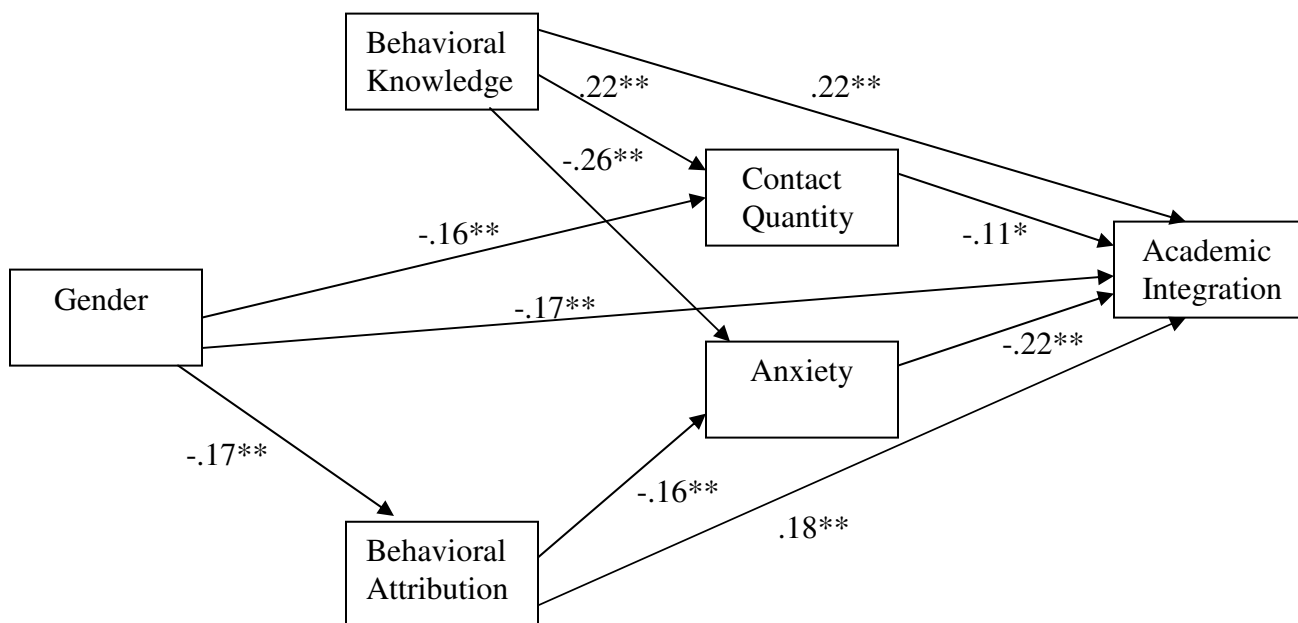 Behavioral
Knowledge
.22**
.22**
-.26**
Contact
Quantity
-.16**
-.11*
Academic
Integration
Gender
-.17**
-.22**
Anxiety
-.17**
-.16**
.18**
Behavioral
Attribution